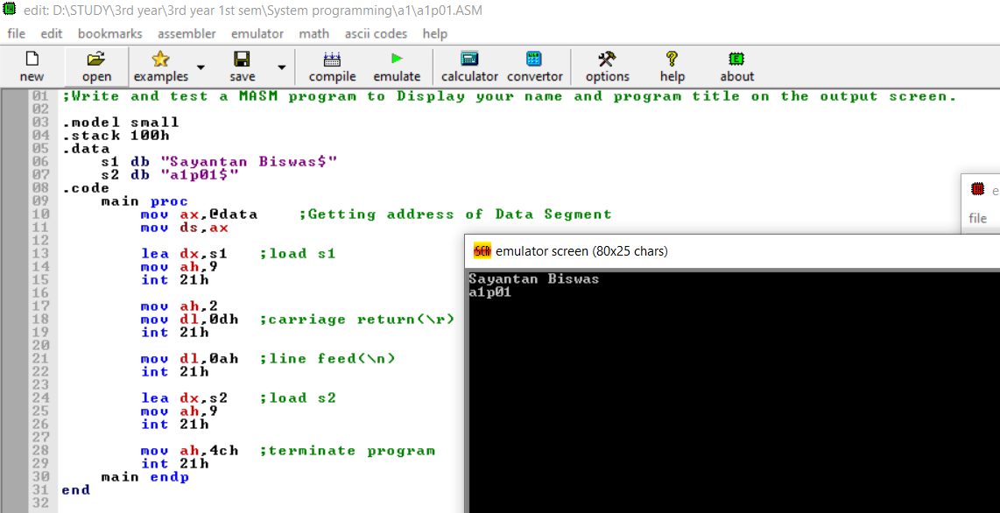 edit: D:\STUDY\3rd year\3rd year 1st sem\System programming\a1\a1p01.ASM
file edit bookmarks assembler emulator math ascii codes help
new open examples save compile emulate calculator convertor options help about
01 ;Write and test a MASM program to Display your name and program title on the output screen.
02
03 .model small
04 .stack 100h
05 .data
06 s1 db "Sayantan Biswas$"
07 s2 db "a1p01$"
08 .code
09 main proc
10 mov ax,@data ;Getting address of Data Segment
11 mov ds,ax
12
13 lea dx,s1 ;load s1
14 mov ah,9
15 int 21h
16
17 mov ah,2
18 mov dl,0dh ;carriage return(\r)
19 int 21h
20
21 mov dl,0ah ;line feed(\n)
22 int 21h
23
24 lea dx,s2 ;load s2
25 mov ah,9
26 int 21h
27
28 mov ah,4ch ;terminate program
29 int 21h
30 main endp
31 end
32
e
file
emulator screen (80x25 chars)
Sayantan Biswas
a1p01